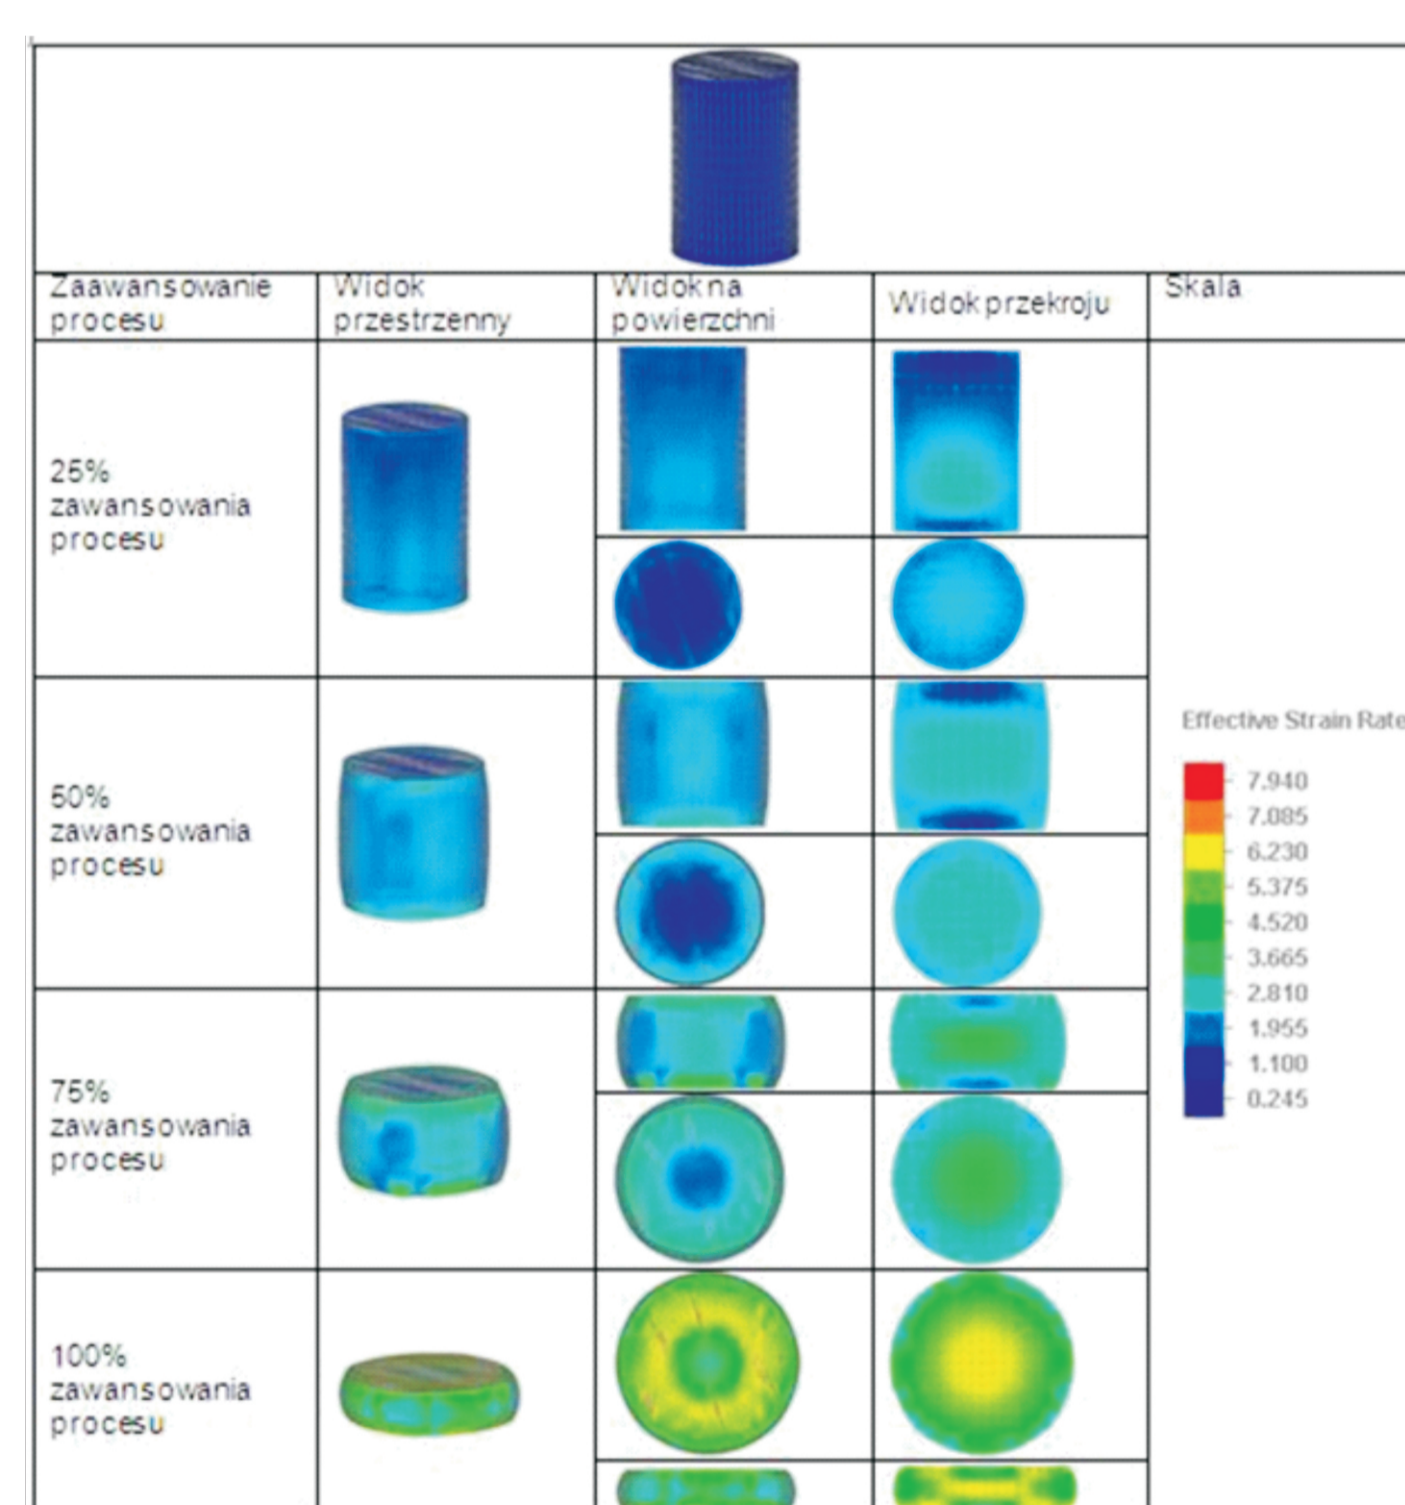 Zaawansowanie
procesu
Widok
przestrzenny
Widok na
powierzchni
Widok przekroju
Skala
25%
zawansowania
procesu
50%
zawansowania
procesu
Effective Strain Rate
7.940
7.085
6.230
5.375
4.520
3.665
2.810
1.955
1.100
0.245
75%
zawansowania
procesu
100%
zawansowania
procesu